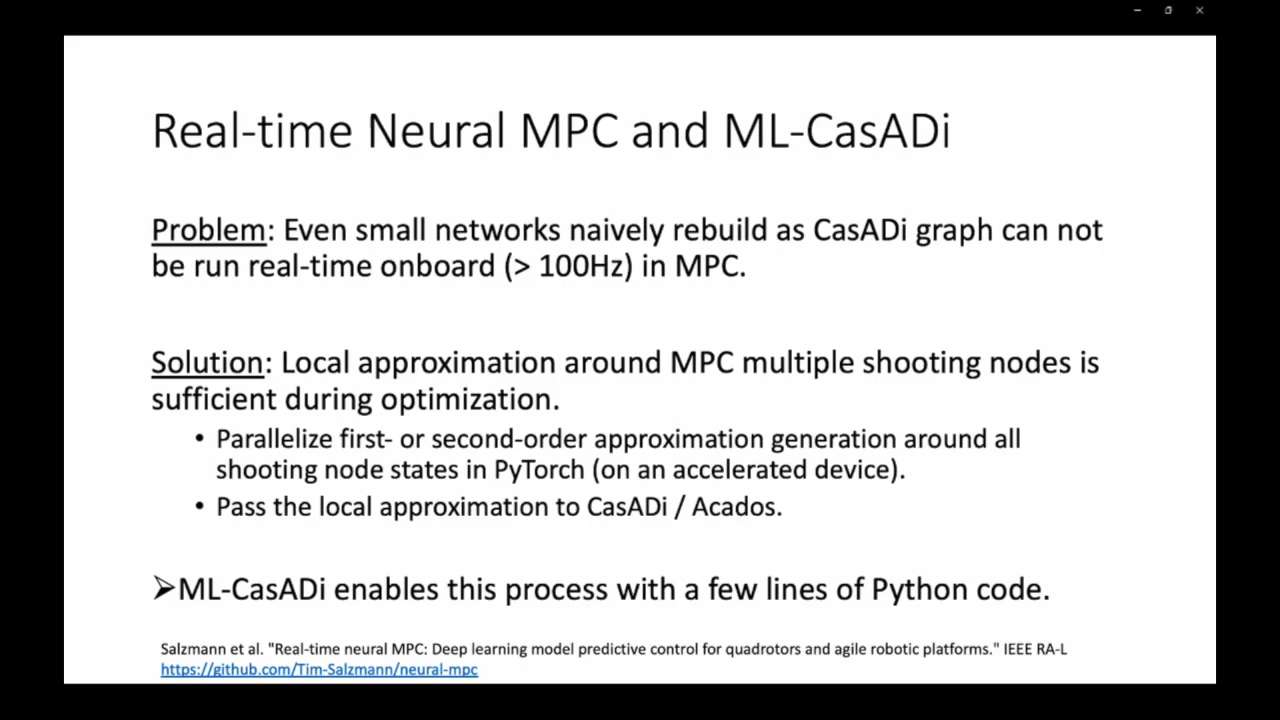 Real-time Neural MPC and ML-CasADi
Problem: Even small networks naively rebuild as CasADi graph can not
be run real-time onboard (> 100Hz) in MPC.
Solution: Local approximation around MPC multiple shooting nodes is
sufficient during optimization.
• Parallelize first- or second-order approximation generation around all
shooting node states in PyTorch (on an accelerated device).
• Pass the local approximation to CasADi / Acados.
➢ML-CasADi enables this process with a few lines of Python code.
Salzmann et al. "Real-time neural MPC: Deep learning model predictive control for quadrotors and agile robotic platforms." IEEE RA-L
https://github.com/Tim-Salzmann/neural-mpc